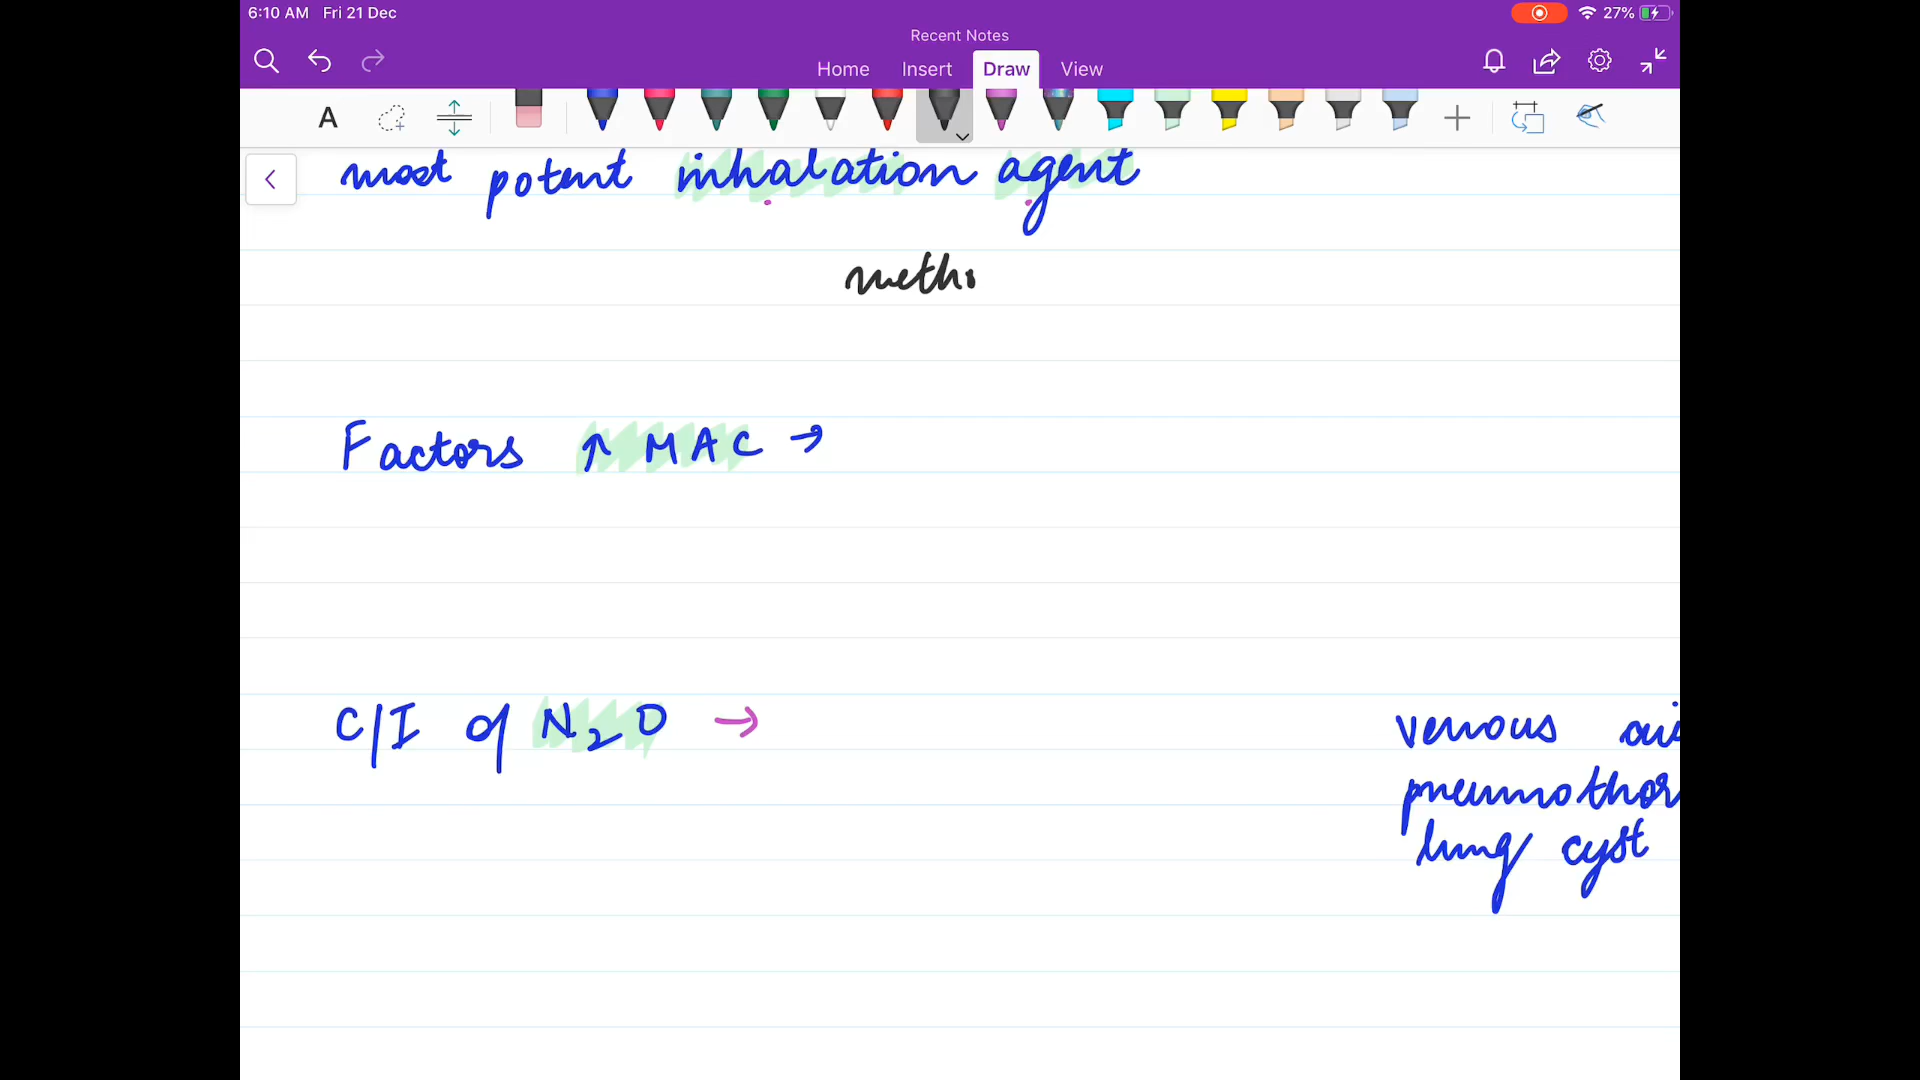 6:10 AM Fri 21 Dec
27%
Recent Notes
Home Insert Draw View
A
most potent inhalation agent
metho
Factors ↑ MAC →
C/I of N2O →
venous
pneumothor
lung cyst